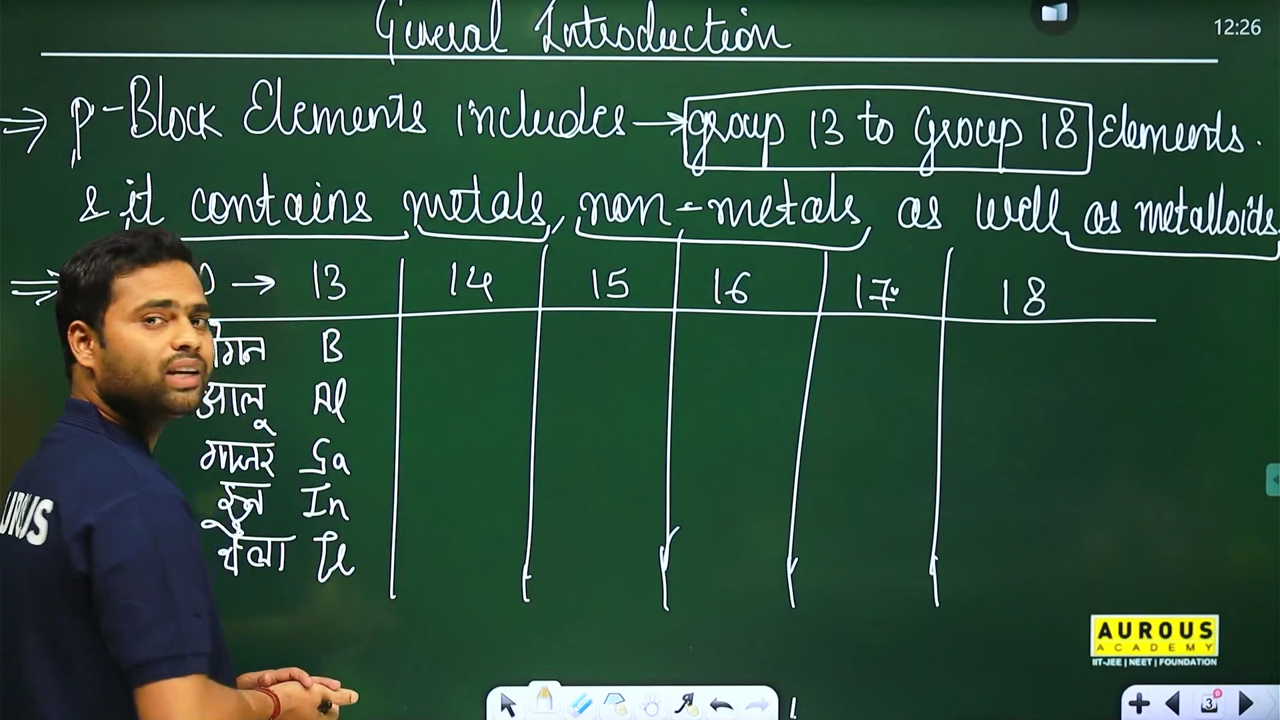 General Introduction
12:26
⇒ p-Block Elements includes → group 13 to Group 18 Elements.
& it contains metals, non-metals, as well as metalloids
⇒ → 13 14 15 16 17 18
B
आलू Al
गाजर Ga
In
थैला Tl
UROUS
AUROUS
ACADEMY
IIT-JEE | NEET | FOUNDATION
3